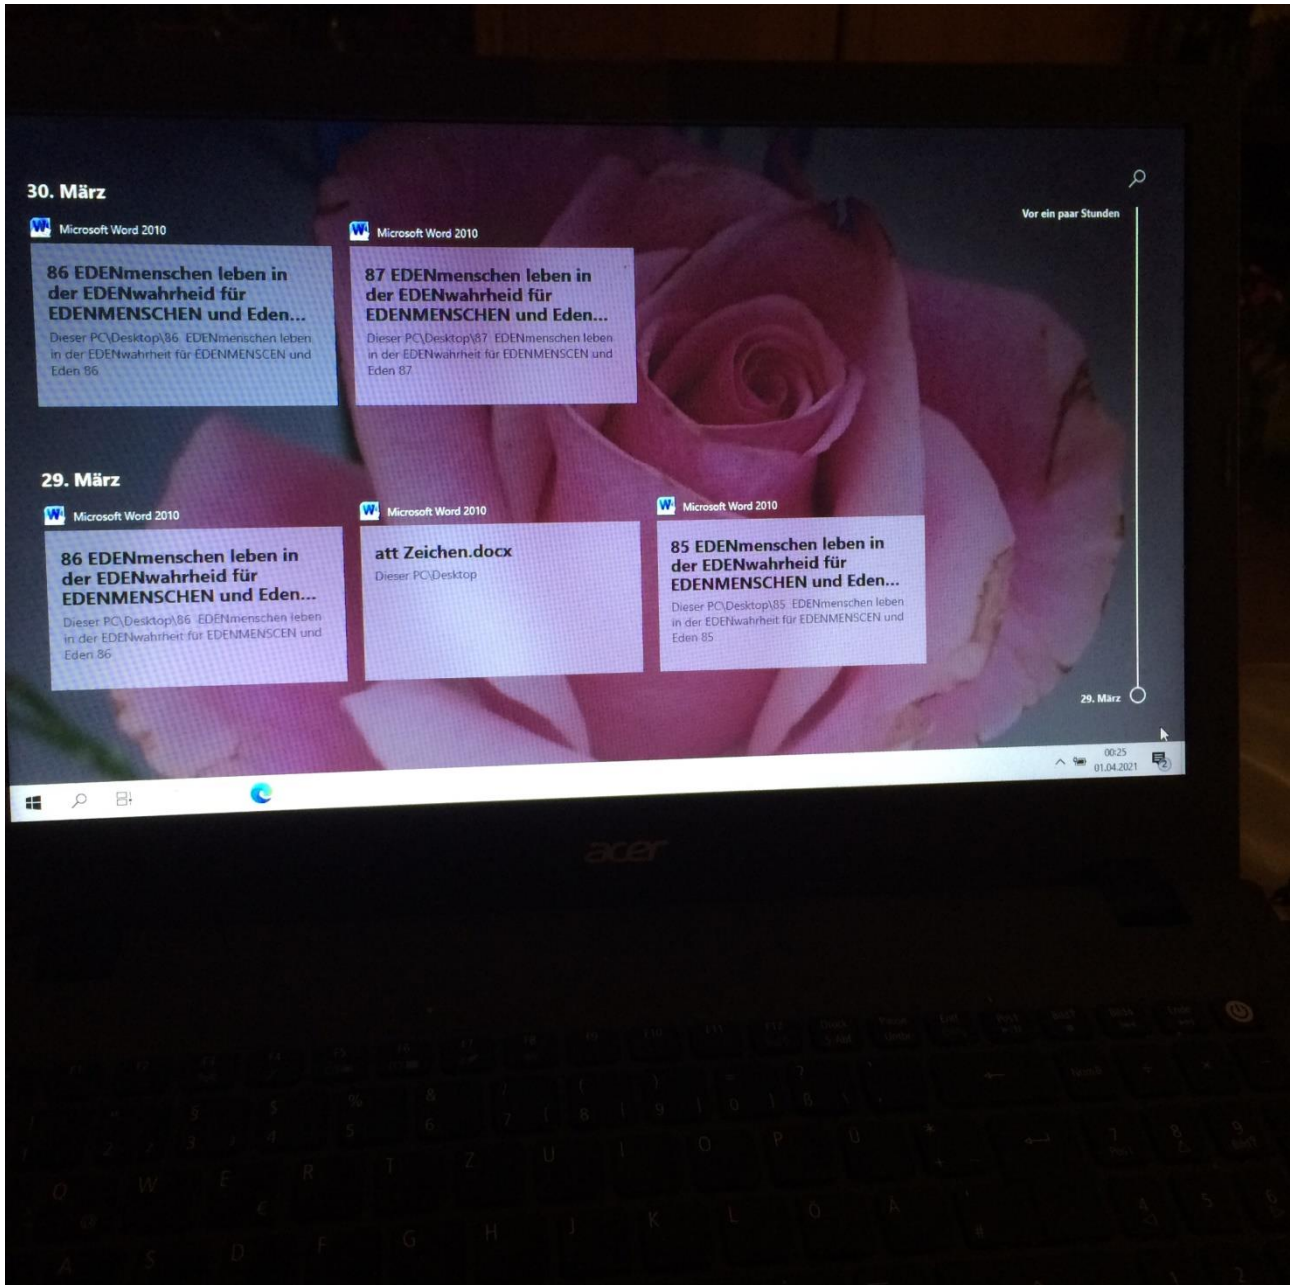 30. März
Vor ein paar Stunden
Microsoft Word 2010
86 EDENmenschen leben in
der EDENwahrheid für
EDENMENSCHEN und Eden...
Dieser PC\Desktop\86 EDENmenschen leben
in der EDENwahrheit für EDENMENSCEN und
Eden 86
Microsoft Word 2010
87 EDENmenschen leben in
der EDENwahrheid für
EDENMENSCHEN und Eden...
Dieser PC\Desktop\87 EDENmenschen leben
in der EDENwahrheit für EDENMENSCEN und
Eden 87
29. März
Microsoft Word 2010
86 EDENmenschen leben in
der EDENwahrheid für
EDENMENSCHEN und Eden...
Dieser PC\Desktop\86 EDENmenschen leben
in der EDENwahrheit für EDENMENSCEN und
Eden 86
Microsoft Word 2010
att Zeichen.docx
Dieser PC\Desktop
Microsoft Word 2010
85 EDENmenschen leben in
der EDENwahrheid für
EDENMENSCHEN und Eden...
Dieser PC\Desktop\85 EDENmenschen leben
in der EDENwahrheit für EDENMENSCEN und
Eden 85
29. März
00:25
01.04.2021
2
acer
Q W E R T Z U I O P Ü
A S D F G H J K L Ö Ä